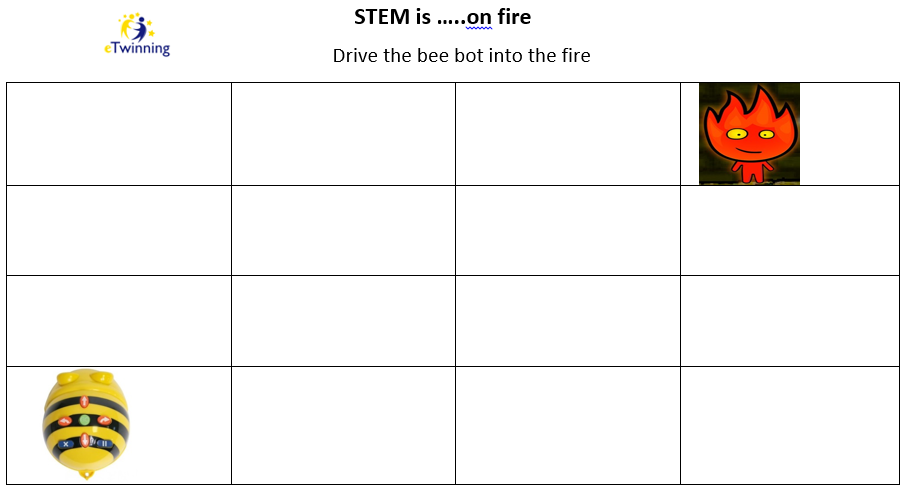 STEM is …..on fire
eTwinning
Drive the bee bot into the fire